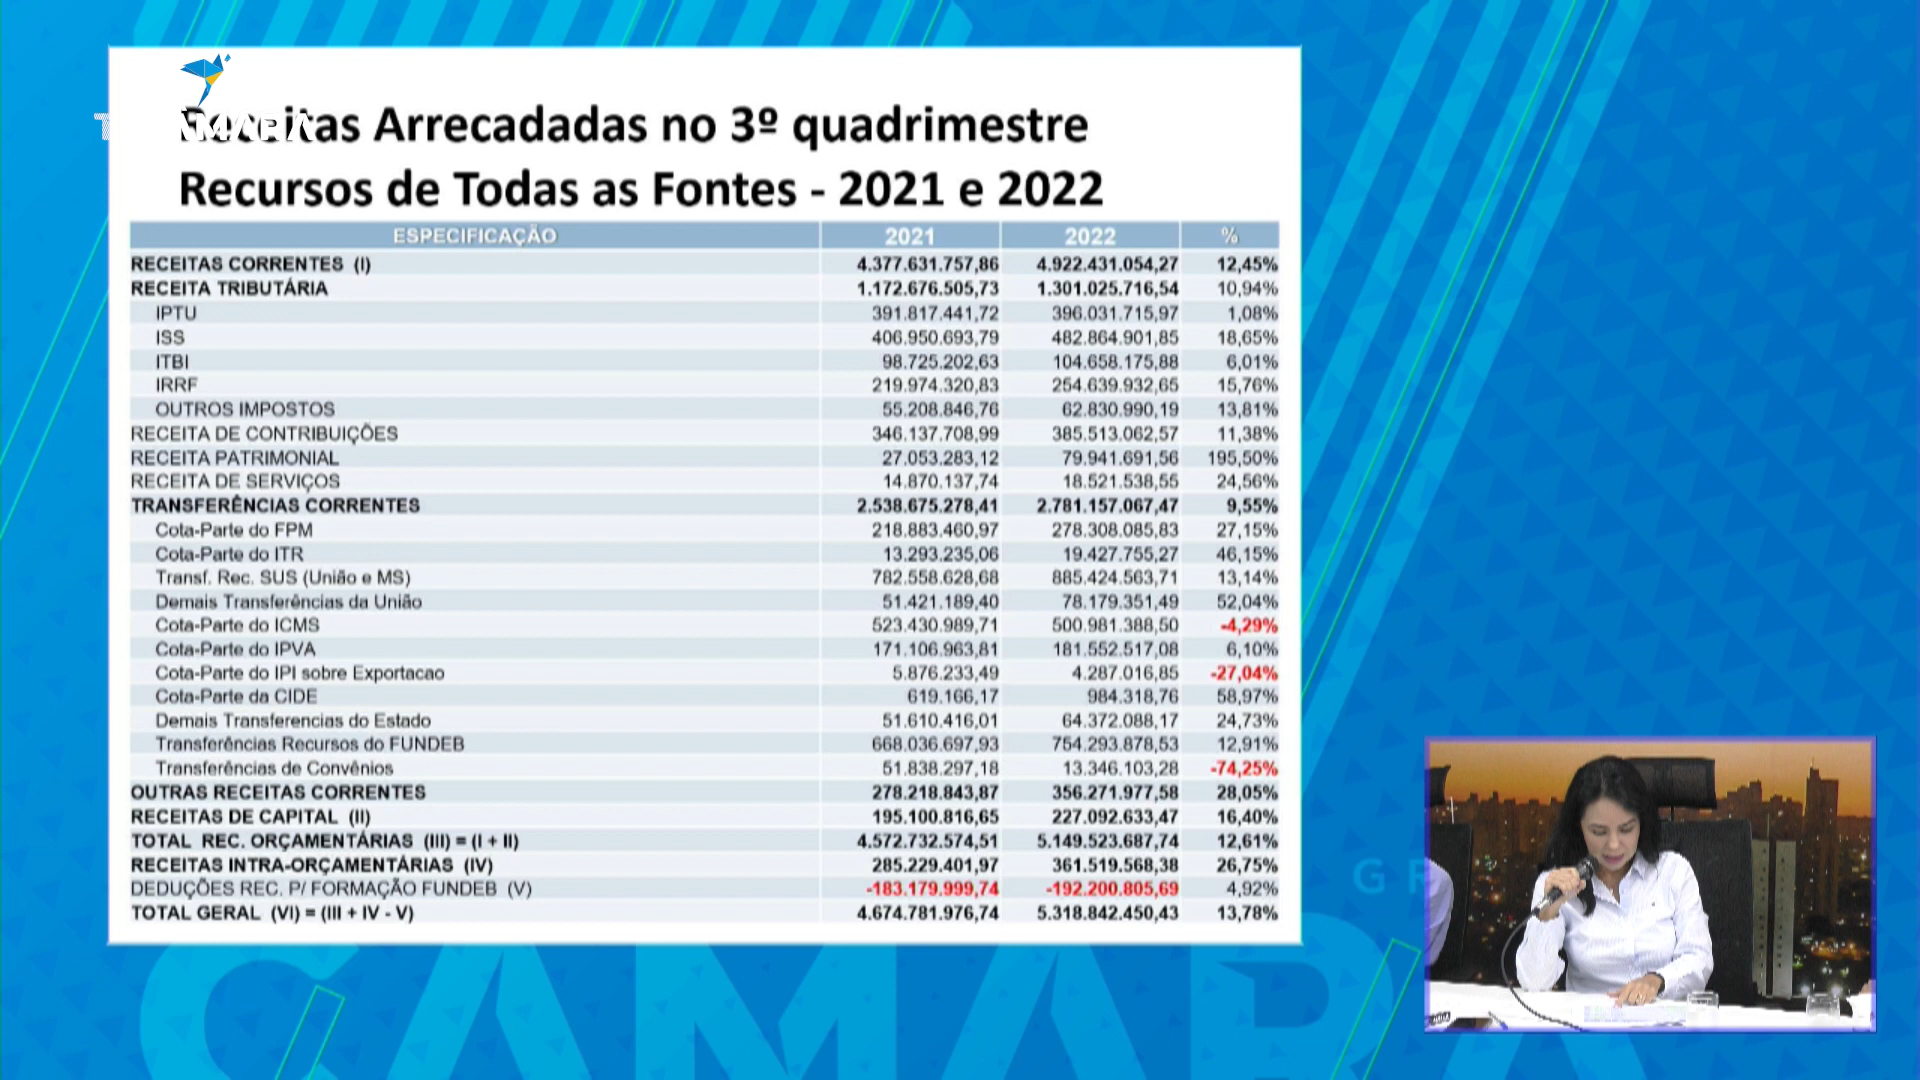 TV CÂMARA
Receitas Arrecadadas no 3º quadrimestre
Recursos de Todas as Fontes - 2021 e 2022
ESPECIFICAÇÃO 2021 2022 %
RECEITAS CORRENTES (I) 4.377.631.757,86 4.922.431.054,27 12,45%
RECEITA TRIBUTÁRIA 1.172.676.505,73 1.301.025.716,54 10,94%
IPTU 391.817.441,72 396.031.715,97 1,08%
ISS 406.950.693,79 482.864.901,85 18,65%
ITBI 98.725.202,63 104.658.175,88 6,01%
IRRF 219.974.320,83 254.639.932,65 15,76%
OUTROS IMPOSTOS 55.208.846,76 62.830.990,19 13,81%
RECEITA DE CONTRIBUIÇÕES 346.137.708,99 385.513.062,57 11,38%
RECEITA PATRIMONIAL 27.053.283,12 79.941.691,56 195,50%
RECEITA DE SERVIÇOS 14.870.137,74 18.521.538,55 24,56%
TRANSFERÊNCIAS CORRENTES 2.538.675.278,41 2.781.157.067,47 9,55%
Cota-Parte do FPM 218.883.460,97 278.308.085,83 27,15%
Cota-Parte do ITR 13.293.235,06 19.427.755,27 46,15%
Transf. Rec. SUS (União e MS) 782.558.628,68 885.424.563,71 13,14%
Demais Transferências da União 51.421.189,40 78.179.351,49 52,04%
Cota-Parte do ICMS 523.430.989,71 500.981.388,50 -4,29%
Cota-Parte do IPVA 171.106.963,81 181.552.517,08 6,10%
Cota-Parte do IPI sobre Exportacao 5.876.233,49 4.287.016,85 -27,04%
Cota-Parte da CIDE 619.166,17 984.318,76 58,97%
Demais Transferencias do Estado 51.610.416,01 64.372.088,17 24,73%
Transferências Recursos do FUNDEB 668.036.697,93 754.293.878,53 12,91%
Transferências de Convênios 51.838.297,18 13.346.103,28 -74,25%
OUTRAS RECEITAS CORRENTES 278.218.843,87 356.271.977,58 28,05%
RECEITAS DE CAPITAL (II) 195.100.816,65 227.092.633,47 16,40%
TOTAL REC. ORÇAMENTÁRIAS (III) = (I + II) 4.572.732.574,51 5.149.523.687,74 12,61%
RECEITAS INTRA-ORÇAMENTÁRIAS (IV) 285.229.401,97 361.519.568,38 26,75%
DEDUÇÕES REC. P/ FORMAÇÃO FUNDEB (V) -183.179.999,74 -192.200.805,69 4,92%
TOTAL GERAL (VI) = (III + IV - V) 4.674.781.976,74 5.318.842.450,43 13,78%
G R
CAMARA